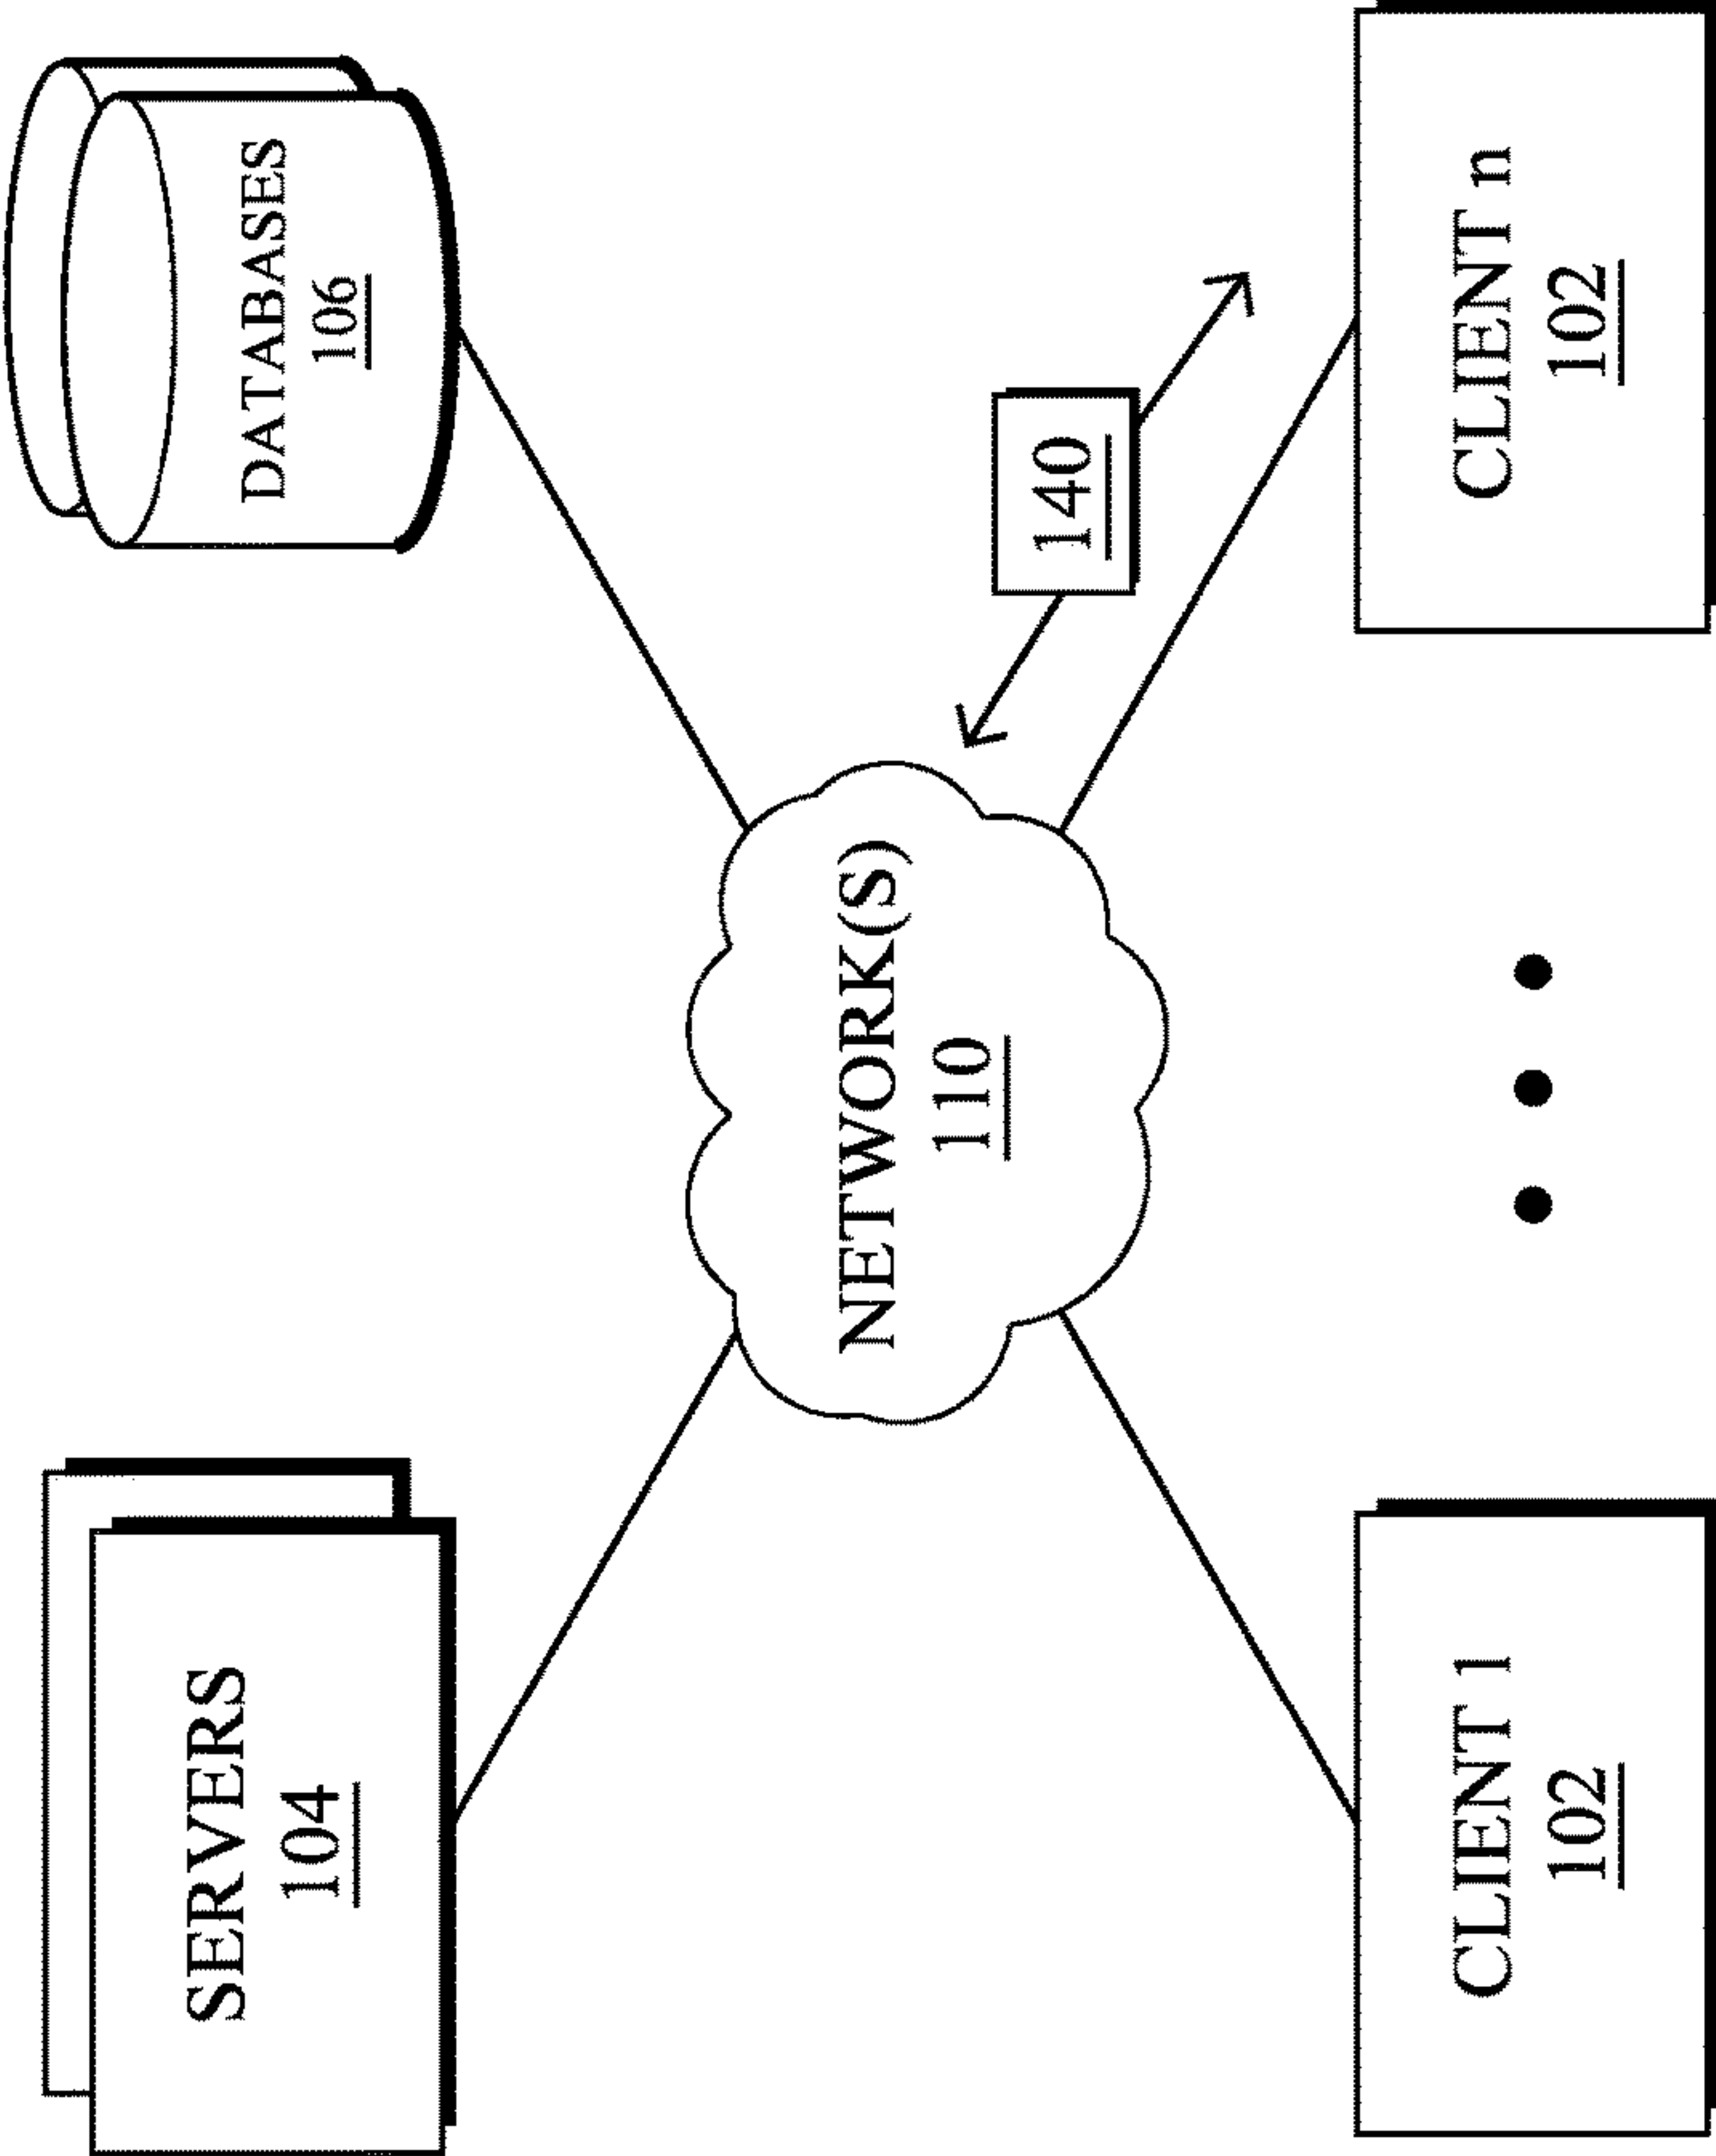 SERVERS
104
DATABASES
106
NETWORK(S)
110
140
CLIENT 1
102
CLIENT n
102